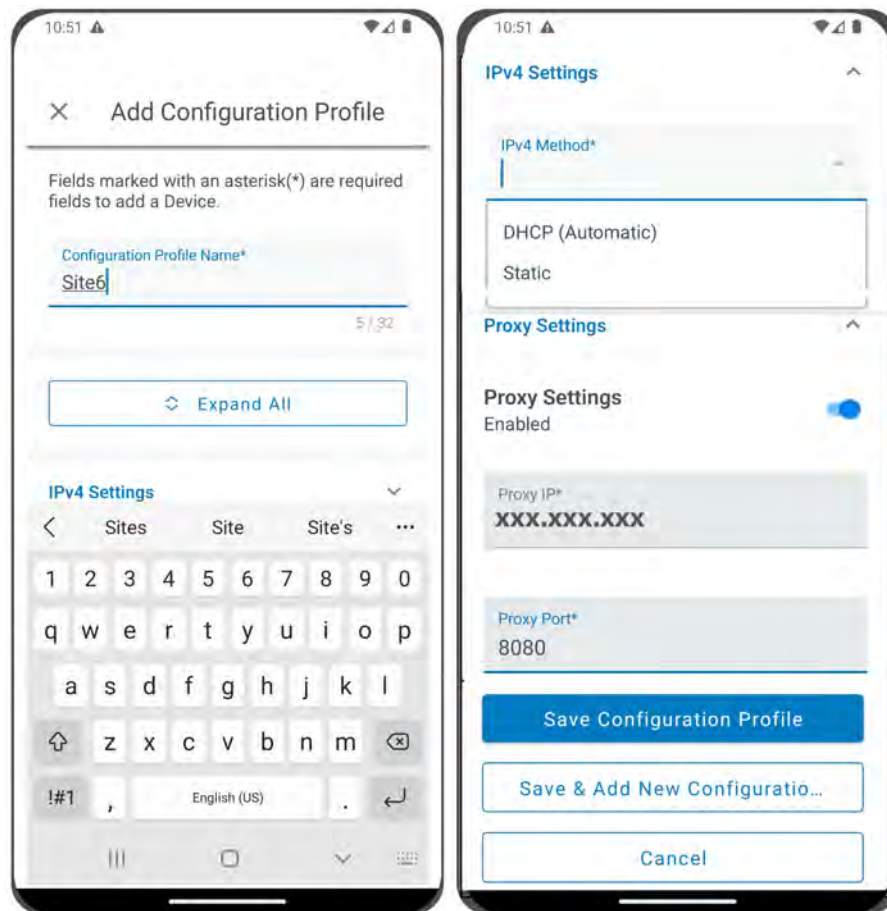 10:51
Add Configuration Profile
Fields marked with an asterisk(*) are required
fields to add a Device.
Configuration Profile Name*
Site6
5 / 32
Expand All
IPv4 Settings
Sites Site Site's ...
1 2 3 4 5 6 7 8 9 0
q w e r t y u i o p
a s d f g h j k l
z x c v b n m
!#1 , English (US) .
10:51
IPv4 Settings
IPv4 Method*
DHCP (Automatic)
Static
Proxy Settings
Proxy Settings
Enabled
Proxy IP*
xxx.xxx.xxx
Proxy Port*
8080
Save Configuration Profile
Save & Add New Configuratio...
Cancel